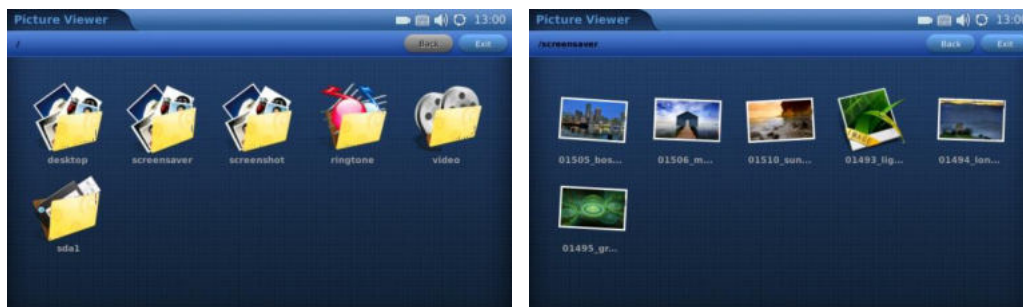 Picture Viewer 13:00
/ Back Exit
desktop screensaver screenshot ringtone video
sda1
Picture Viewer 13:00
/screensaver Back Exit
01505_bos... 01506_m... 01510_sun... 01493_lig... 01494_lon...
01495_gr...